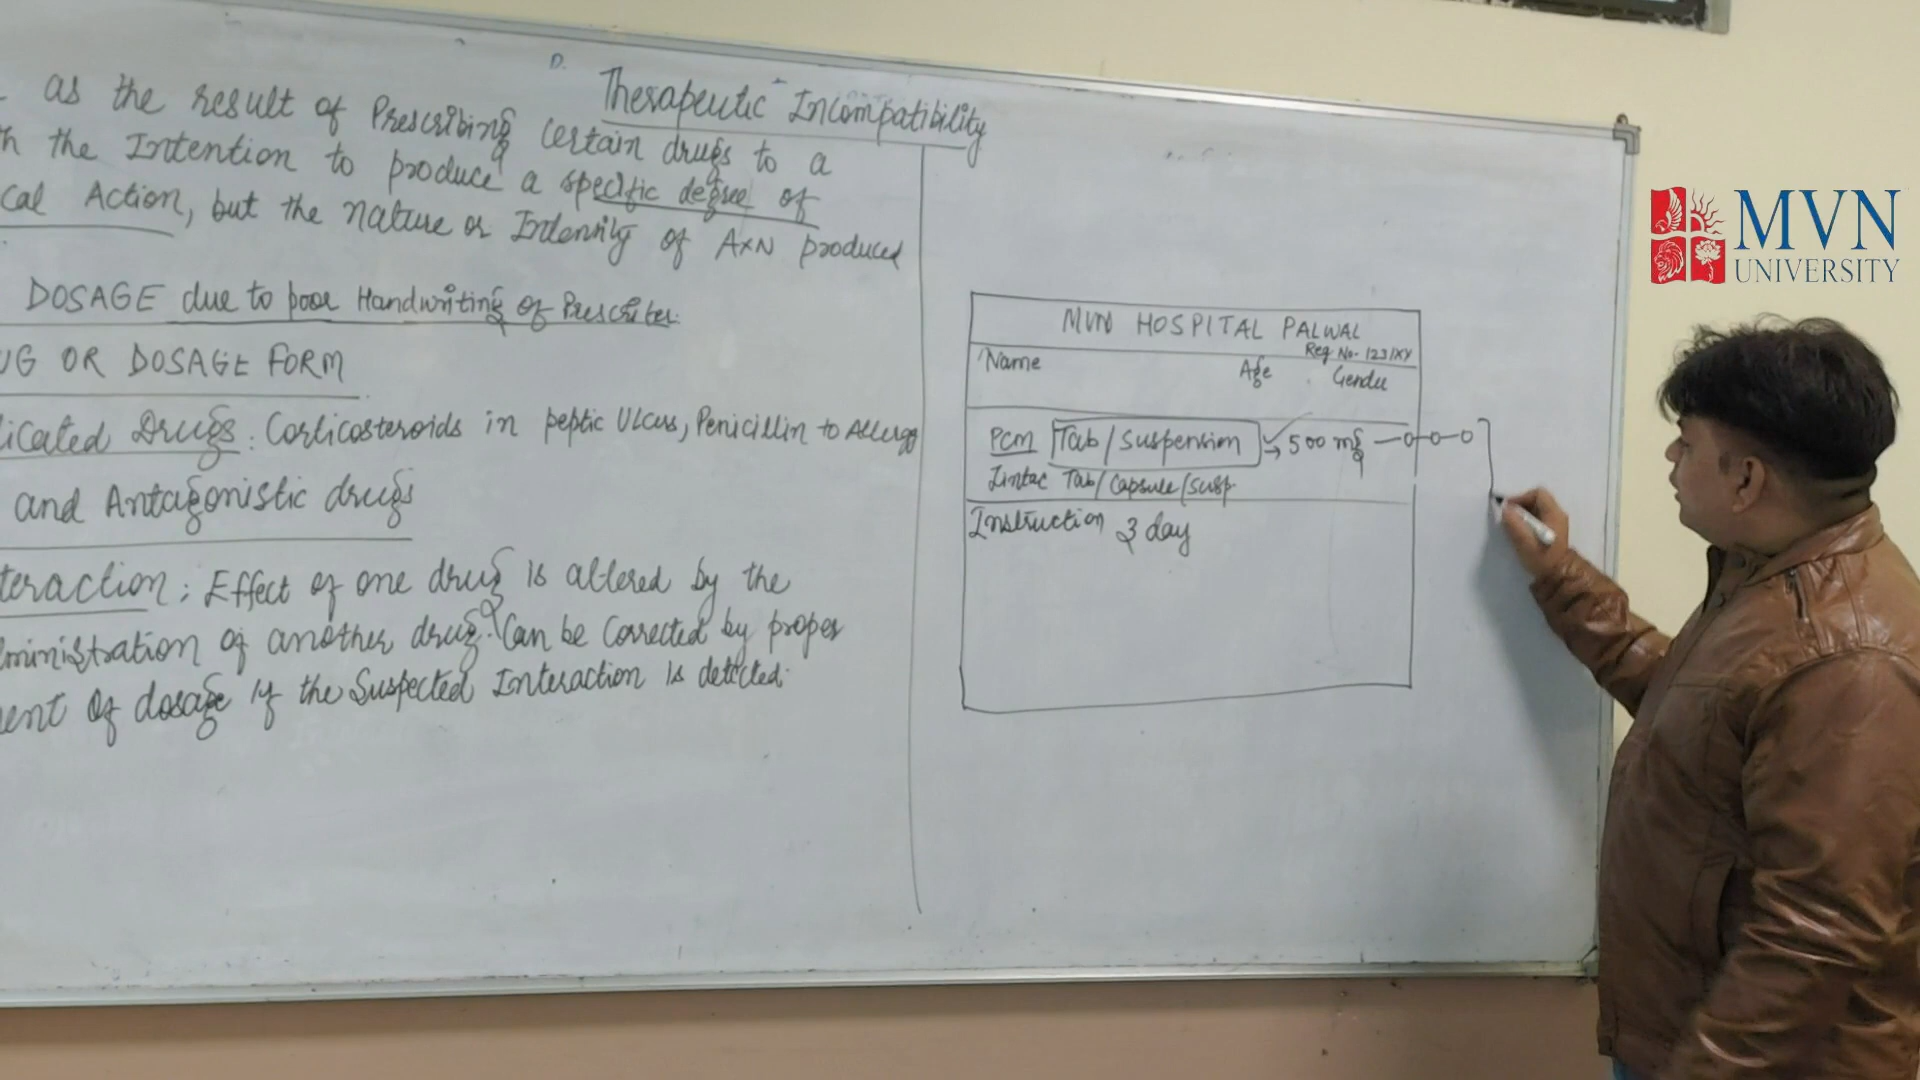 D. Therapeutic Incompatibility
as the result of Prescribing Certain drugs to a
the Intention to produce a specific degree of
cal Action, but the nature or Intensity of AXN produced
DOSAGE due to poor Handwriting of Prescriber.
UG OR DOSAGE FORM
licated Drugs: Corticosteroids in peptic Ulcers, Penicillin to Allergy
and Antagonistic drugs
teraction: Effect of one drug is altered by the
ministration of another drug. Can be Corrected by proper
ment of dosage if the Suspected Interaction is detected.
MVN HOSPITAL PALWAL
Reg No- 123/XY
Name Age Gender
PCM Tab/Suspension → 500 mg —o—o—o
Zintac Tab/Capsule/Susp
Instruction 3 day
MVN
UNIVERSITY